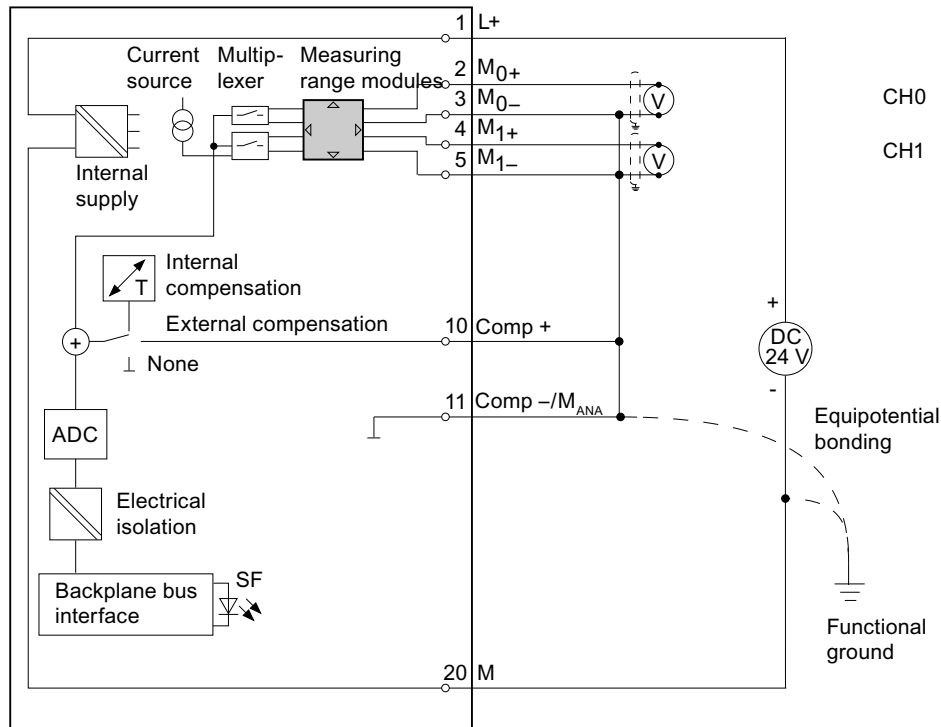 1 L+
Current source
Multi-plexer
Measuring range modules
2 M0+
3 M0–
4 M1+
5 M1–
V
V
CH0
CH1
Internal supply
T
Internal compensation
External compensation
10 Comp +
+
None
11 Comp –/MANA
+
DC
24 V
-
Equipotential bonding
ADC
Electrical isolation
Backplane bus interface
SF
Functional ground
20 M